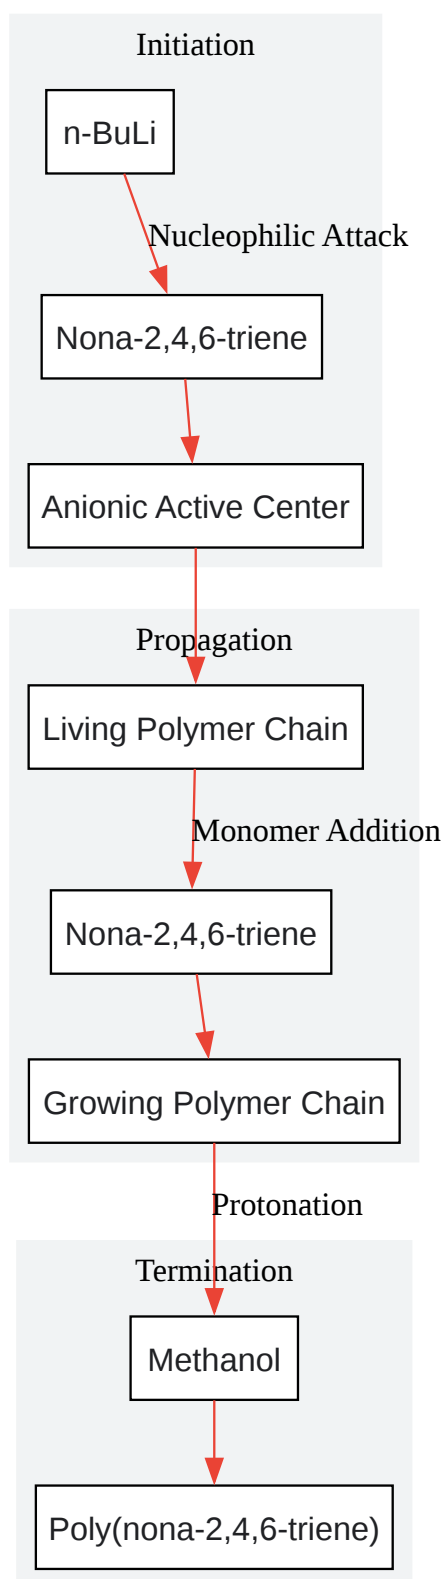 Initiation
n-BuLi
Nucleophilic Attack
Nona-2,4,6-triene
Anionic Active Center
Propagation
Living Polymer Chain
Monomer Addition
Nona-2,4,6-triene
Growing Polymer Chain
Protonation
Termination
Methanol
Poly(nona-2,4,6-triene)